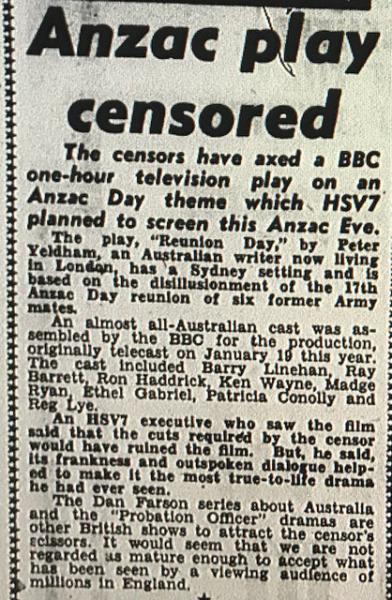 Anzac play
censored
The censors have axed a BBC
one-hour television play on an
Anzac Day theme which HSV7
planned to screen this Anzac Eve.
The play, "Reunion Day," by Peter
Yeldham, an Australian writer now living
in London, has a Sydney setting and is
based on the disillusionment of the 17th
Anzac Day reunion of six former Army
mates.
An almost all-Australian cast was as-
sembled by the BBC for the production,
originally telecast on January 19 this year.
The cast included Barry Linehan, Ray
Barrett, Ron Haddrick, Ken Wayne, Madge
Ryan, Ethel Gabriel, Patricia Conolly and
Reg Lye.
An HSV7 executive who saw the film
said that the cuts required by the censor
would have ruined the film. But, he said,
its frankness and outspoken dialogue help-
ed to make it the most true-to-life drama
he had ever seen.
The Dan Farson series about Australia
and the "Probation Officer" dramas are
other British shows to attract the censor's
scissors. It would seem that we are not
regarded as mature enough to accept what
has been seen by a viewing audience of
millions in England.